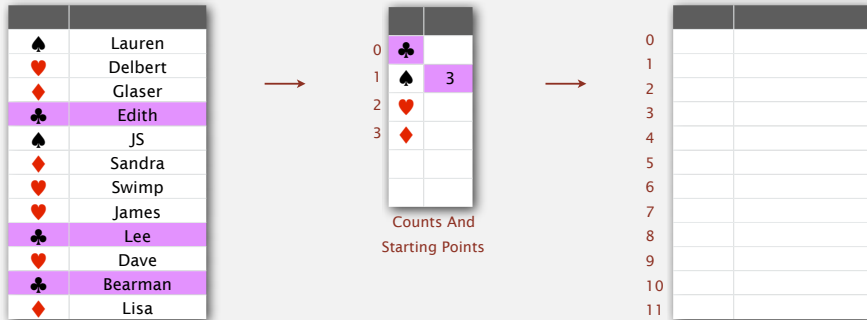 ♠ Lauren
♥ Delbert
♦ Glaser
♣ Edith
♠ JS
♦ Sandra
♥ Swimp
♥ James
♣ Lee
♥ Dave
♣ Bearman
♦ Lisa
0 ♣
1 ♠ 3
2 ♥
3 ♦
Counts And
Starting Points
0
1
2
3
4
5
6
7
8
9
10
11